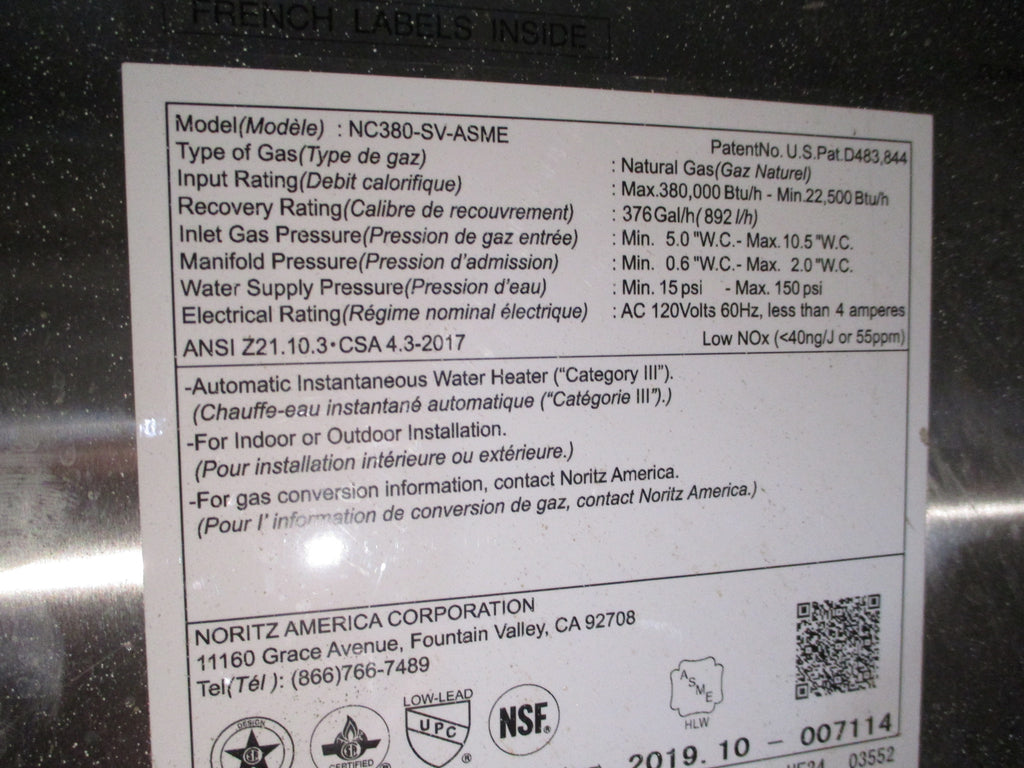 FRENCH LABELS INSIDE
Model(Modèle) : NC380-SV-ASME
PatentNo. U.S.Pat.D483,844
Type of Gas(Type de gaz) : Natural Gas(Gaz Naturel)
Input Rating(Debit calorifique) : Max.380,000 Btu/h - Min.22,500 Btu/h
Recovery Rating(Calibre de recouvrement) : 376Gal/h(892 l/h)
Inlet Gas Pressure(Pression de gaz entrée) : Min. 5.0 "W.C.- Max.10.5 "W.C.
Manifold Pressure(Pression d'admission) : Min. 0.6 "W.C.- Max. 2.0 "W.C.
Water Supply Pressure(Pression d'eau) : Min. 15 psi - Max. 150 psi
Electrical Rating(Régime nominal électrique) : AC 120Volts 60Hz, less than 4 amperes
ANSI Z21.10.3・CSA 4.3-2017 Low NOx (<40ng/J or 55ppm)
-Automatic Instantaneous Water Heater ("Category III").
(Chauffe-eau instantané automatique ("Catégorie III").)
-For Indoor or Outdoor Installation.
(Pour installation intérieure ou extérieure.)
-For gas conversion information, contact Noritz America.
(Pour l' information de conversion de gaz, contact Noritz America.)
NORITZ AMERICA CORPORATION
11160 Grace Avenue, Fountain Valley, CA 92708
Tel(Tél ): (866)766-7489
DESIGN
CERTIFIED
LOW-LEAD
UPC®
NSF®
ASME
HLW
2019. 10 - 007114
03552